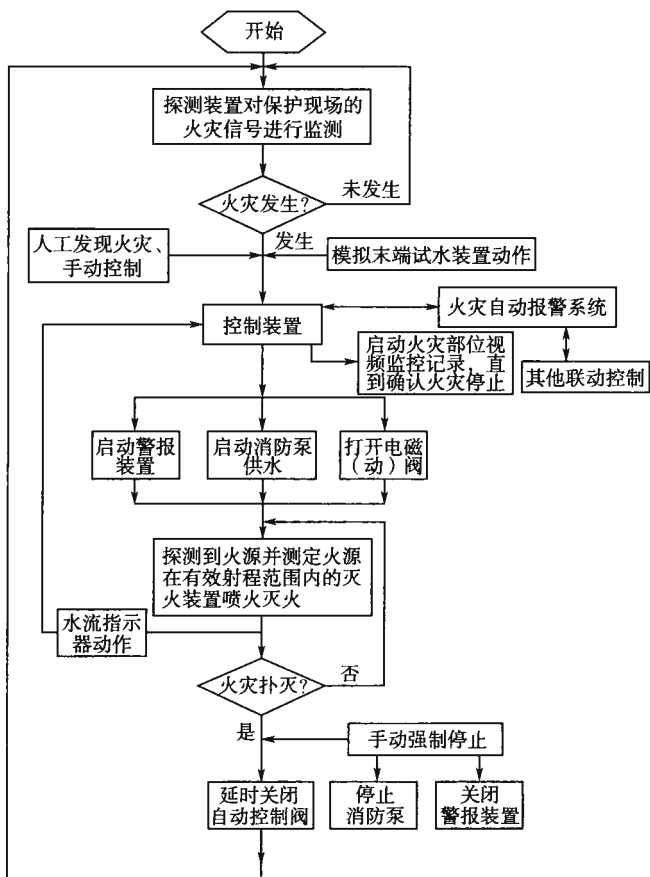 开始
探测装置对保护现场的
火灾信号进行监测
火灾发生?
未发生
发生
人工发现火灾、
手动控制
模拟末端试水装置动作
控制装置
火灾自动报警系统
启动火灾部位视
频监控记录，直
到确认火灾停止
其他联动控制
启动警报
装置
启动消防泵
供水
打开电磁
（动）阀
探测到火源并测定火源
在有效射程范围内的灭
火装置喷火灭火
水流指示
器动作
火灾扑灭?
否
是
手动强制停止
延时关闭
自动控制阀
停止
消防泵
关闭
警报装置